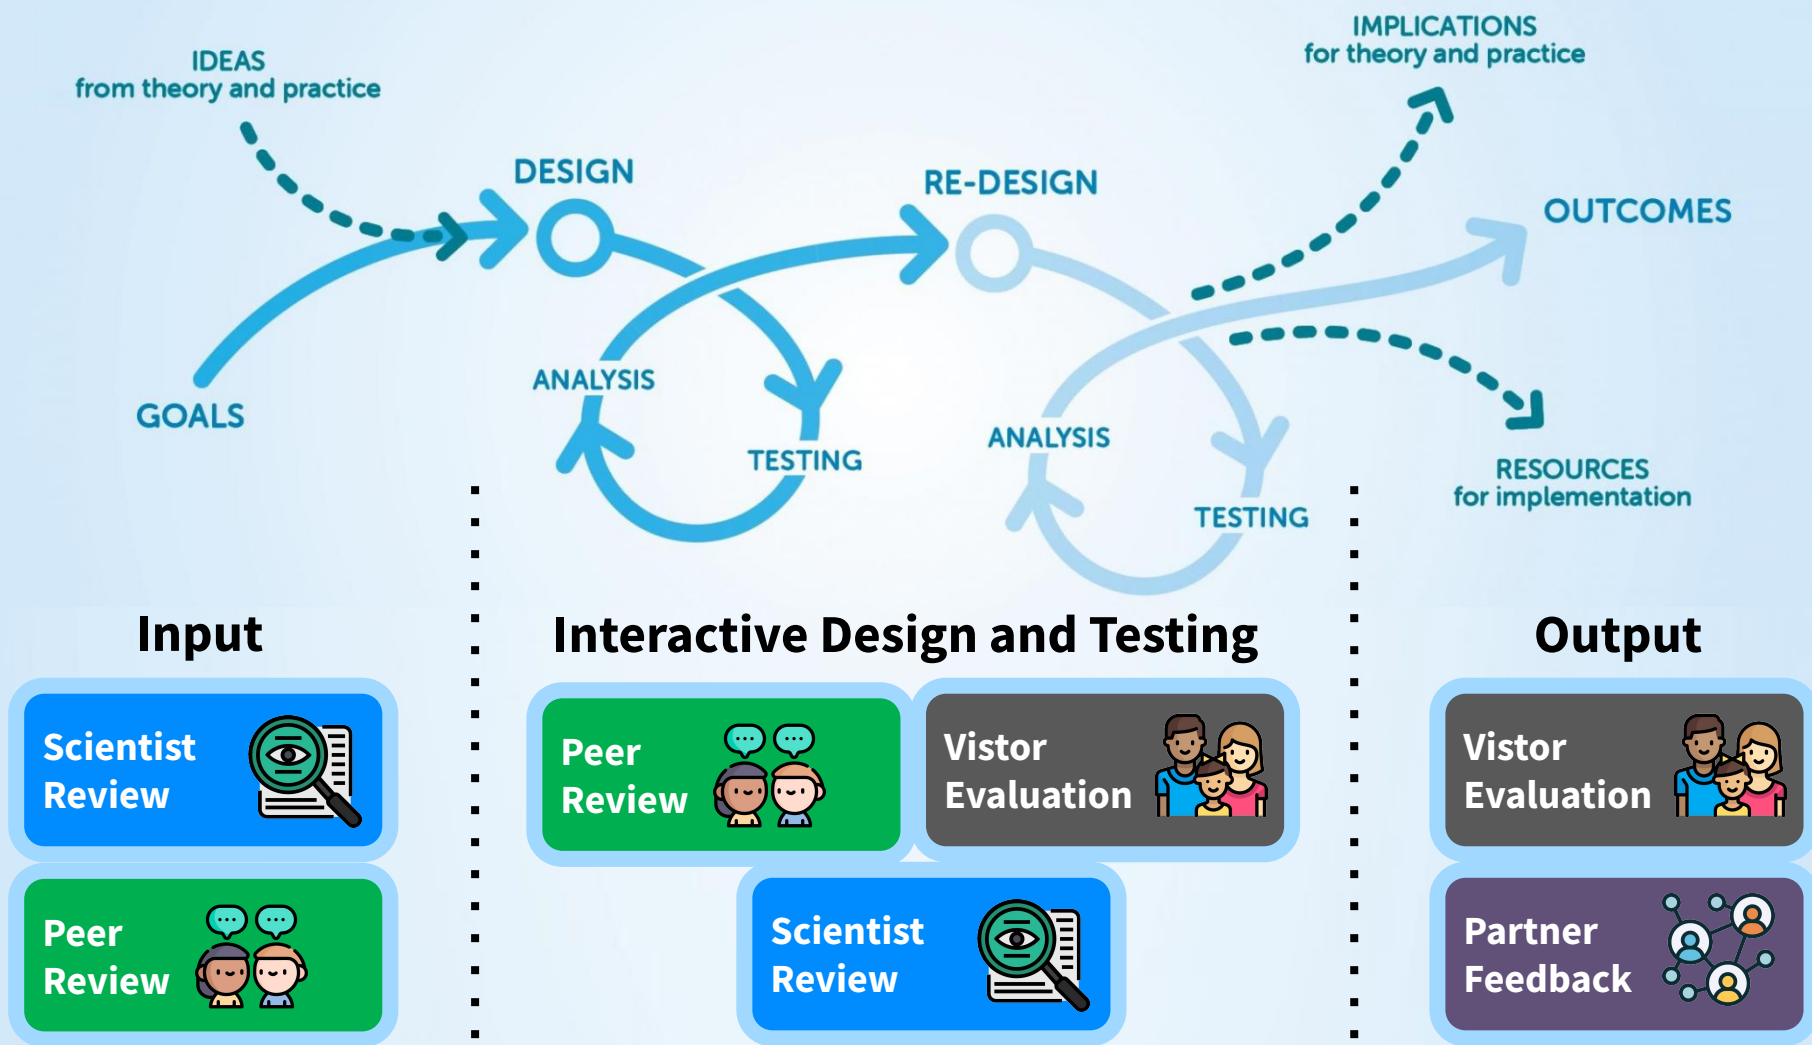 IDEAS
from theory and practice
IMPLICATIONS
for theory and practice
DESIGN
RE-DESIGN
OUTCOMES
GOALS
ANALYSIS
TESTING
ANALYSIS
TESTING
RESOURCES
for implementation
Input
Interactive Design and Testing
Output
Scientist
Review
Peer
Review
Peer
Review
Vistor
Evaluation
Scientist
Review
Vistor
Evaluation
Partner
Feedback